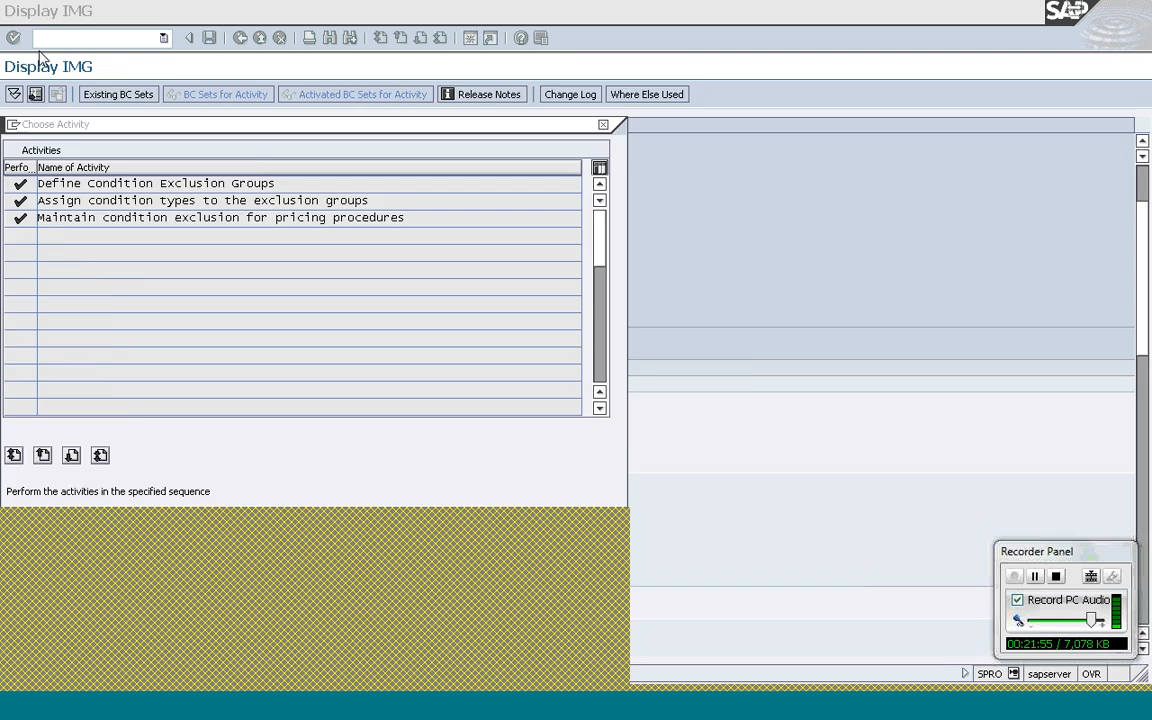 Display IMG
SAP
Display IMG
Existing BC Sets
BC Sets for Activity
Activated BC Sets for Activity
Release Notes
Change Log
Where Else Used
Choose Activity
Activities
Perfo...
Name of Activity
Define Condition Exclusion Groups
Assign condition types to the exclusion groups
Maintain condition exclusion for pricing procedures
Perform the activities in the specified sequence
Recorder Panel
Record PC Audio
00:21:55 / 7,078 KB
SPRO
sapserver
OVR